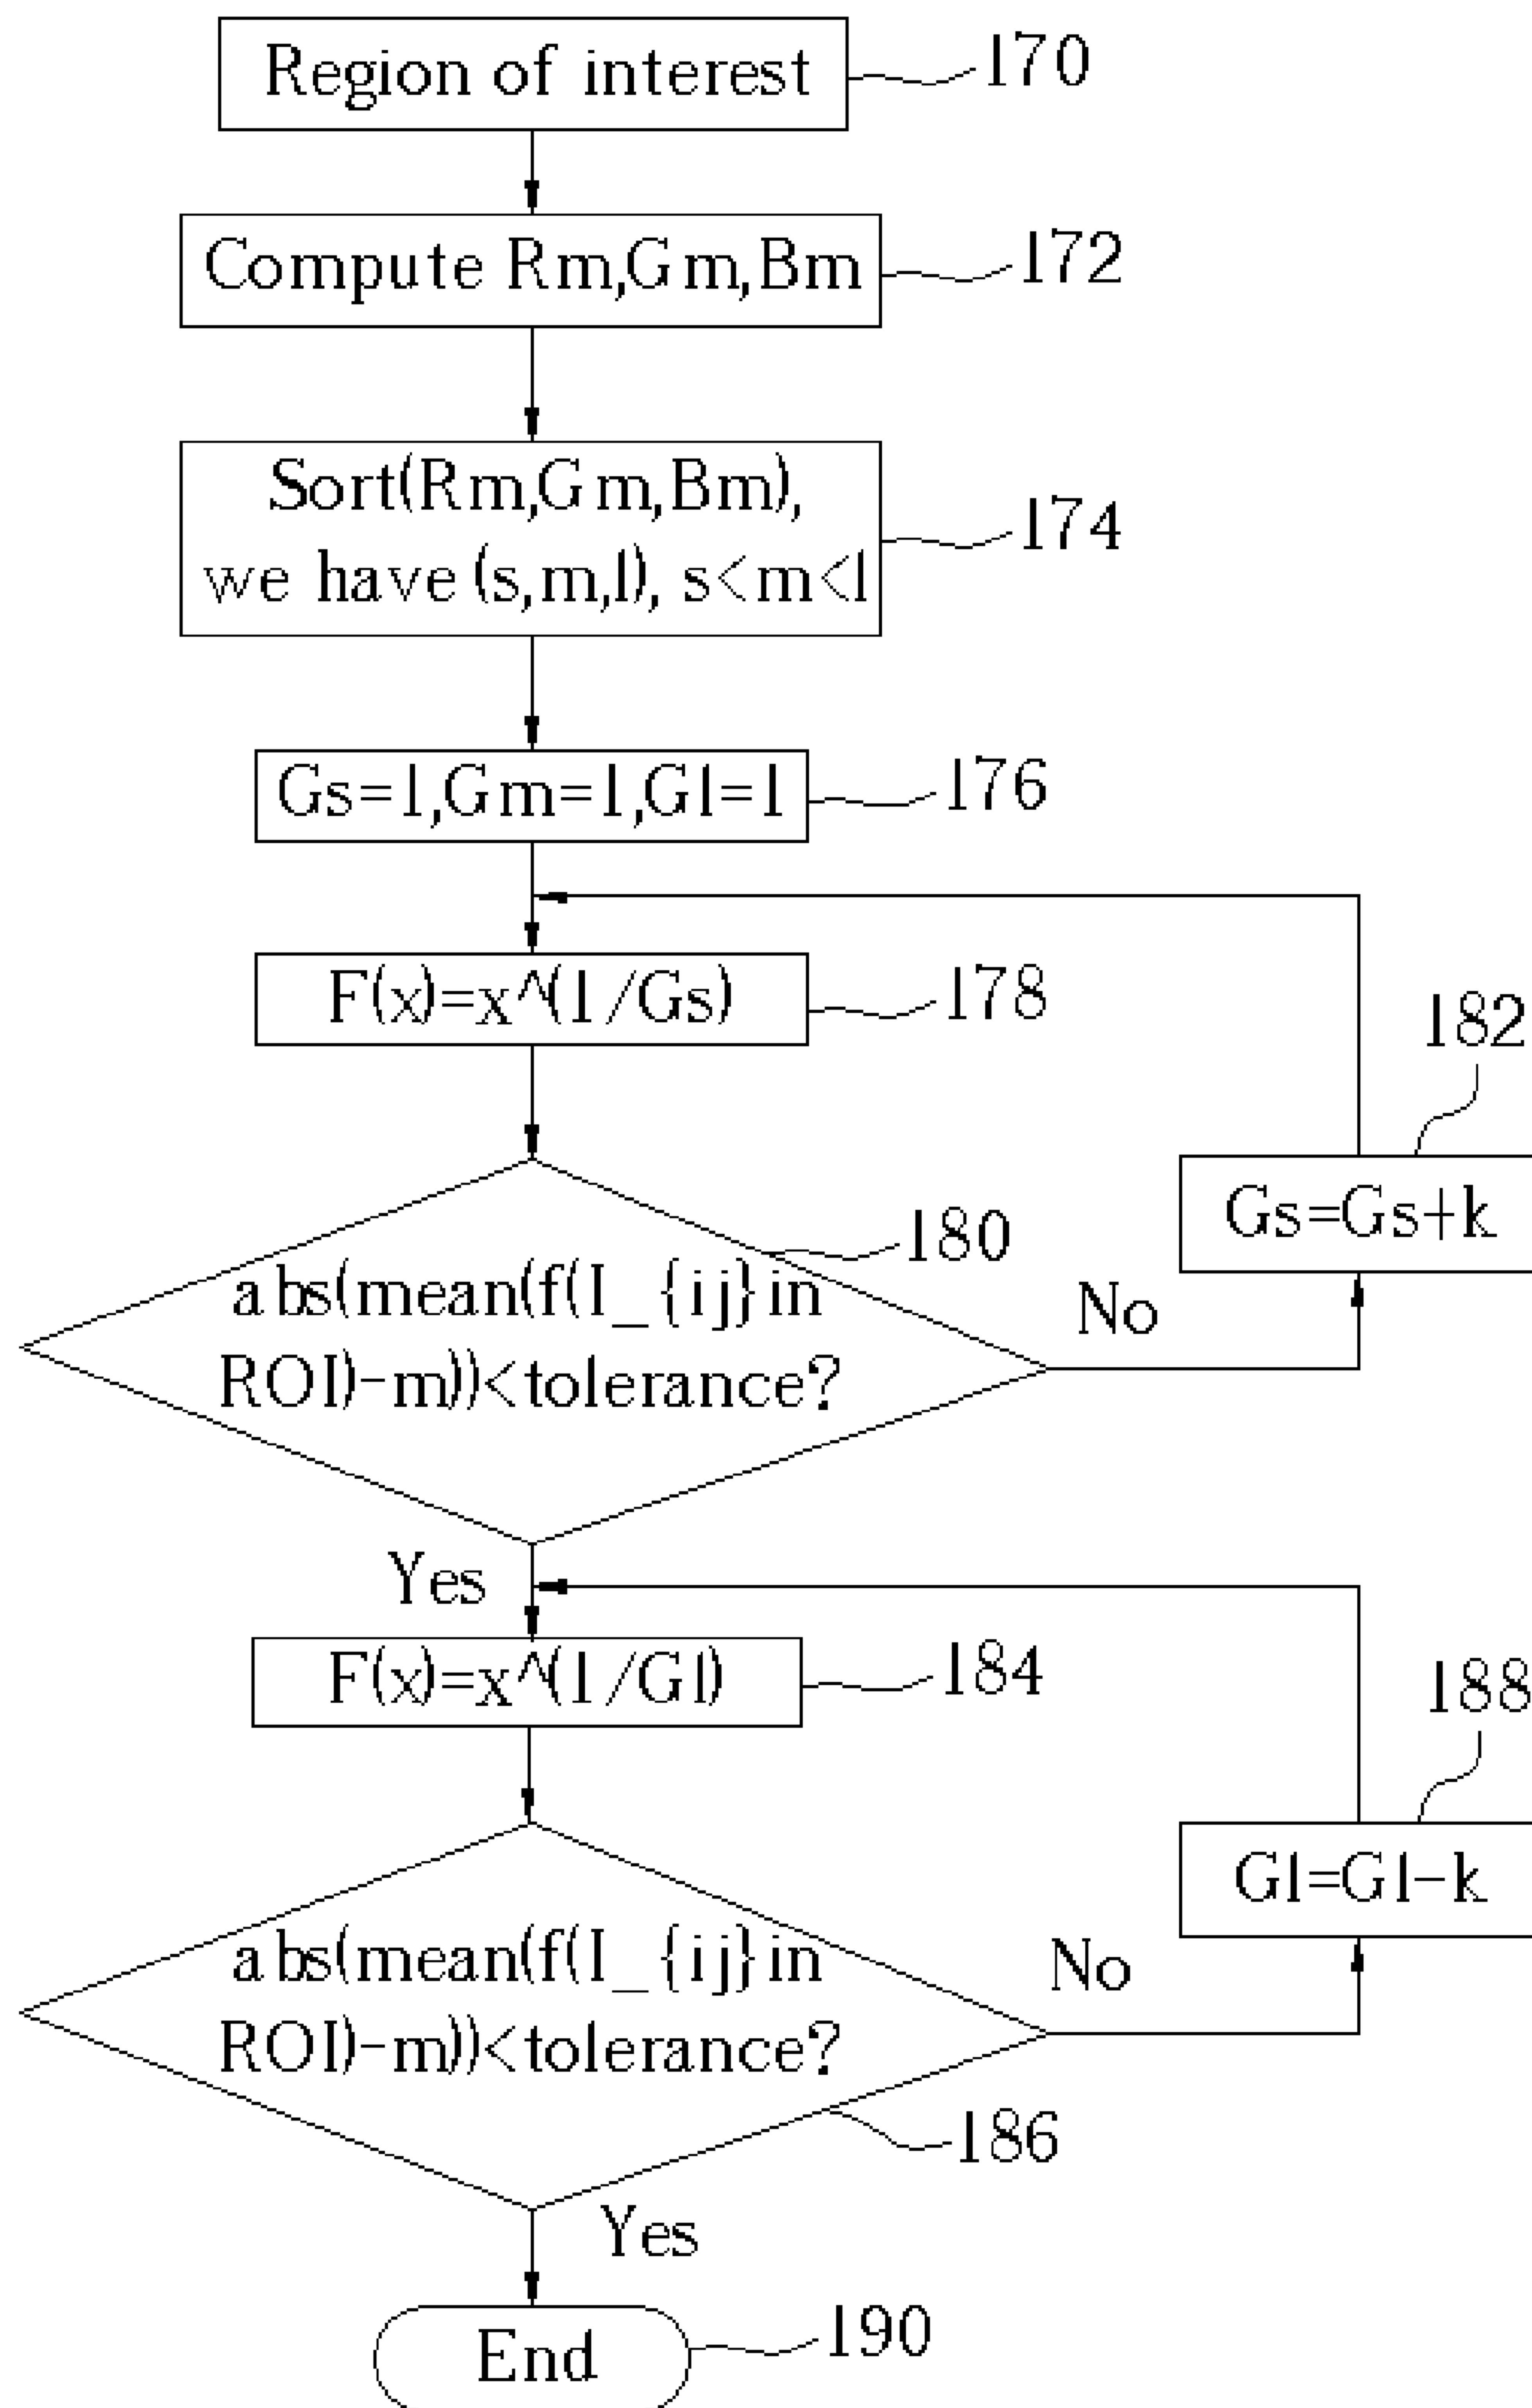 Region of interest
170
Compute Rm,Gm,Bm
172
Sort(Rm,Gm,Bm),
we have (s,m,l), s<m<l
174
Gs=1,Gm=1,Gl=1
176
F(x)=x^(1/Gs)
178
182
Gs=Gs+k
180
abs(mean(f(I_{ij}in
ROI)-m))<tolerance?
No
Yes
F(x)=x^(1/Gl)
184
188
Gl=Gl-k
abs(mean(f(I_{ij}in
ROI)-m))<tolerance?
No
186
Yes
End
190